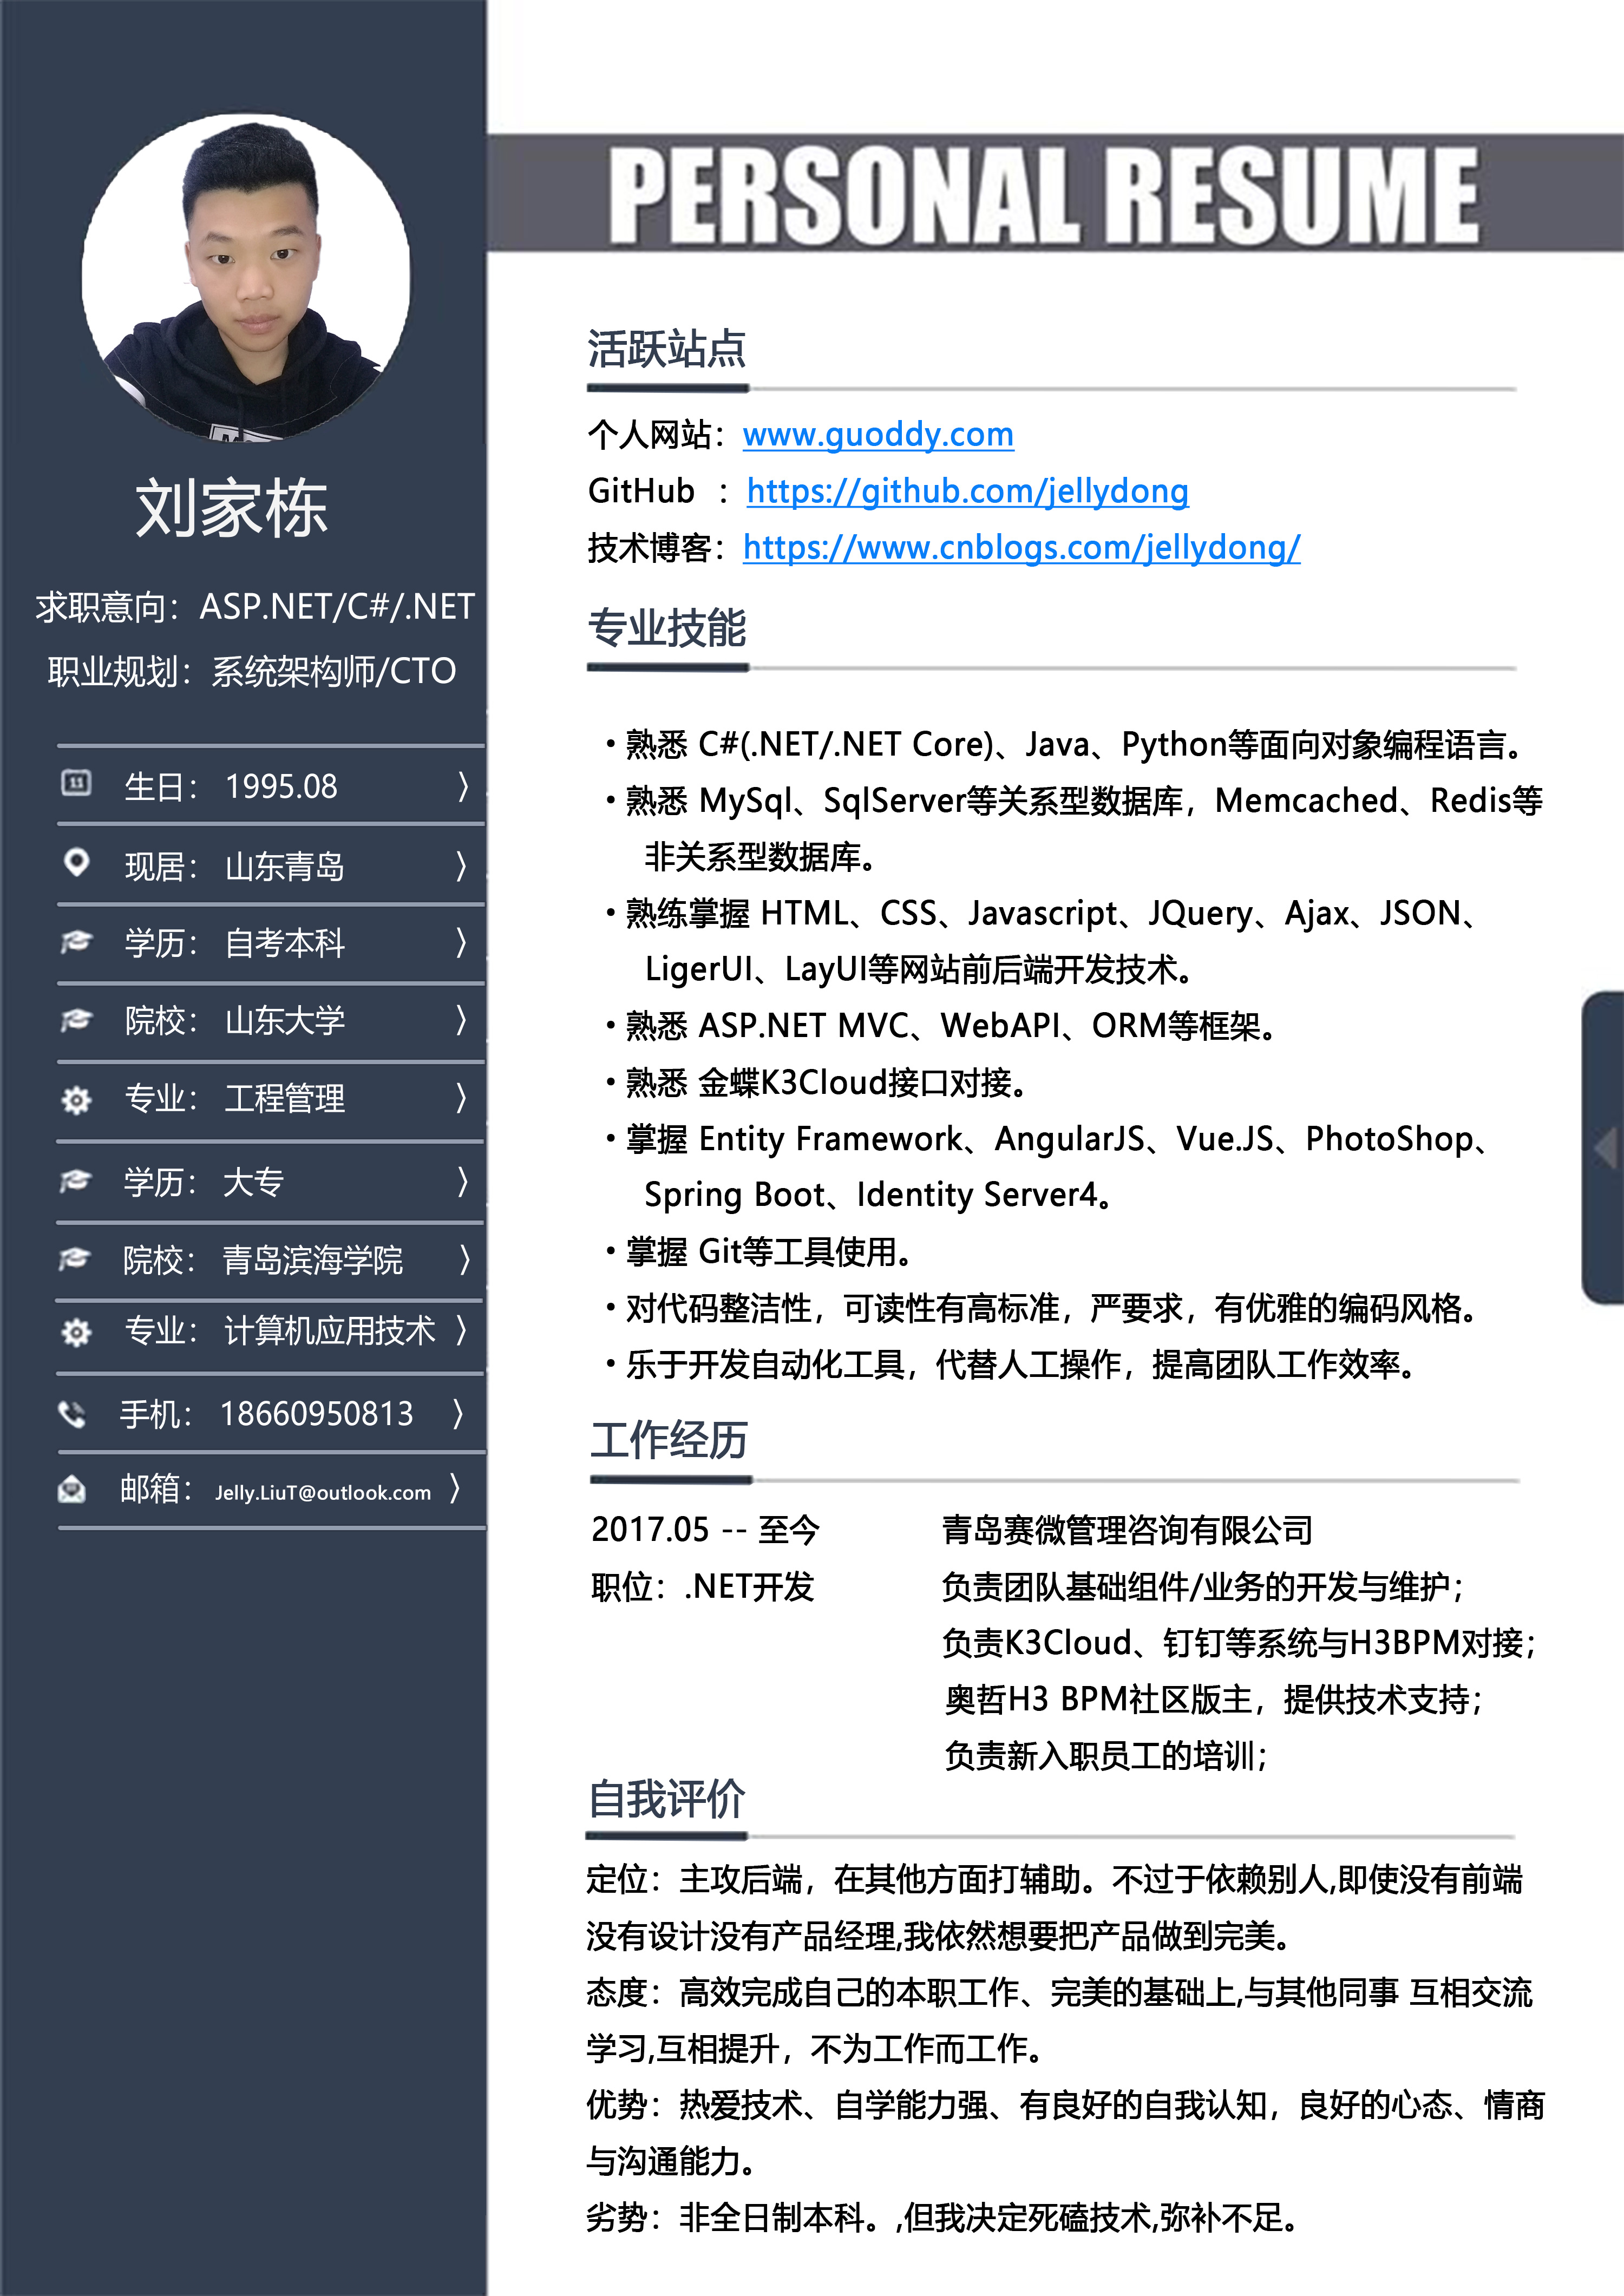 PERSONAL RESUME
刘家栋
求职意向：ASP.NET/C#/.NET
职业规划：系统架构师/CTO
生日： 1995.08
现居： 山东青岛
学历： 自考本科
院校： 山东大学
专业： 工程管理
学历： 大专
院校： 青岛滨海学院
专业： 计算机应用技术
手机： 18660950813
邮箱： Jelly.LiuT@outlook.com
活跃站点
个人网站：www.guoddy.com
GitHub ：https://github.com/jellydong
技术博客：https://www.cnblogs.com/jellydong/
专业技能
•熟悉 C#(.NET/.NET Core)、Java、Python等面向对象编程语言。
•熟悉 MySql、SqlServer等关系型数据库，Memcached、Redis等
非关系型数据库。
•熟练掌握 HTML、CSS、Javascript、JQuery、Ajax、JSON、
LigerUI、LayUI等网站前后端开发技术。
•熟悉 ASP.NET MVC、WebAPI、ORM等框架。
•熟悉 金蝶K3Cloud接口对接。
•掌握 Entity Framework、AngularJS、Vue.JS、PhotoShop、
Spring Boot、Identity Server4。
•掌握 Git等工具使用。
•对代码整洁性，可读性有高标准，严要求，有优雅的编码风格。
•乐于开发自动化工具，代替人工操作，提高团队工作效率。
工作经历
2017.05 -- 至今 青岛赛微管理咨询有限公司
职位：.NET开发 负责团队基础组件/业务的开发与维护；
负责K3Cloud、钉钉等系统与H3BPM对接；
奥哲H3 BPM社区版主，提供技术支持；
负责新入职员工的培训；
自我评价
定位：主攻后端，在其他方面打辅助。不过于依赖别人,即使没有前端
没有设计没有产品经理,我依然想要把产品做到完美。
态度：高效完成自己的本职工作、完美的基础上,与其他同事 互相交流
学习,互相提升，不为工作而工作。
优势：热爱技术、自学能力强、有良好的自我认知，良好的心态、情商
与沟通能力。
劣势：非全日制本科。,但我决定死磕技术,弥补不足。